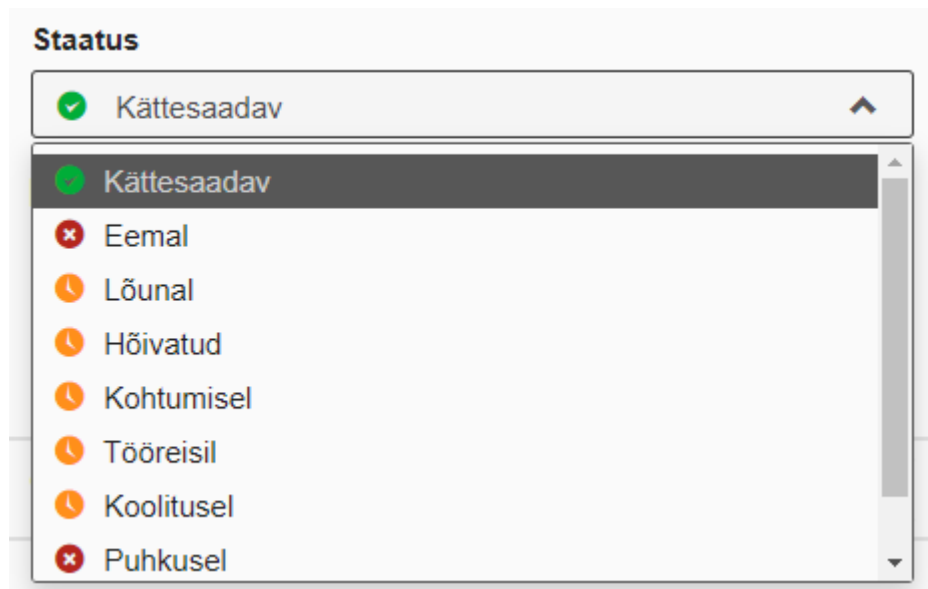 Staatus
Kättesaadav
Kättesaadav
Eemal
Lõunal
Hõivatud
Kohtumisel
Tööreisil
Koolitusel
Puhkusel